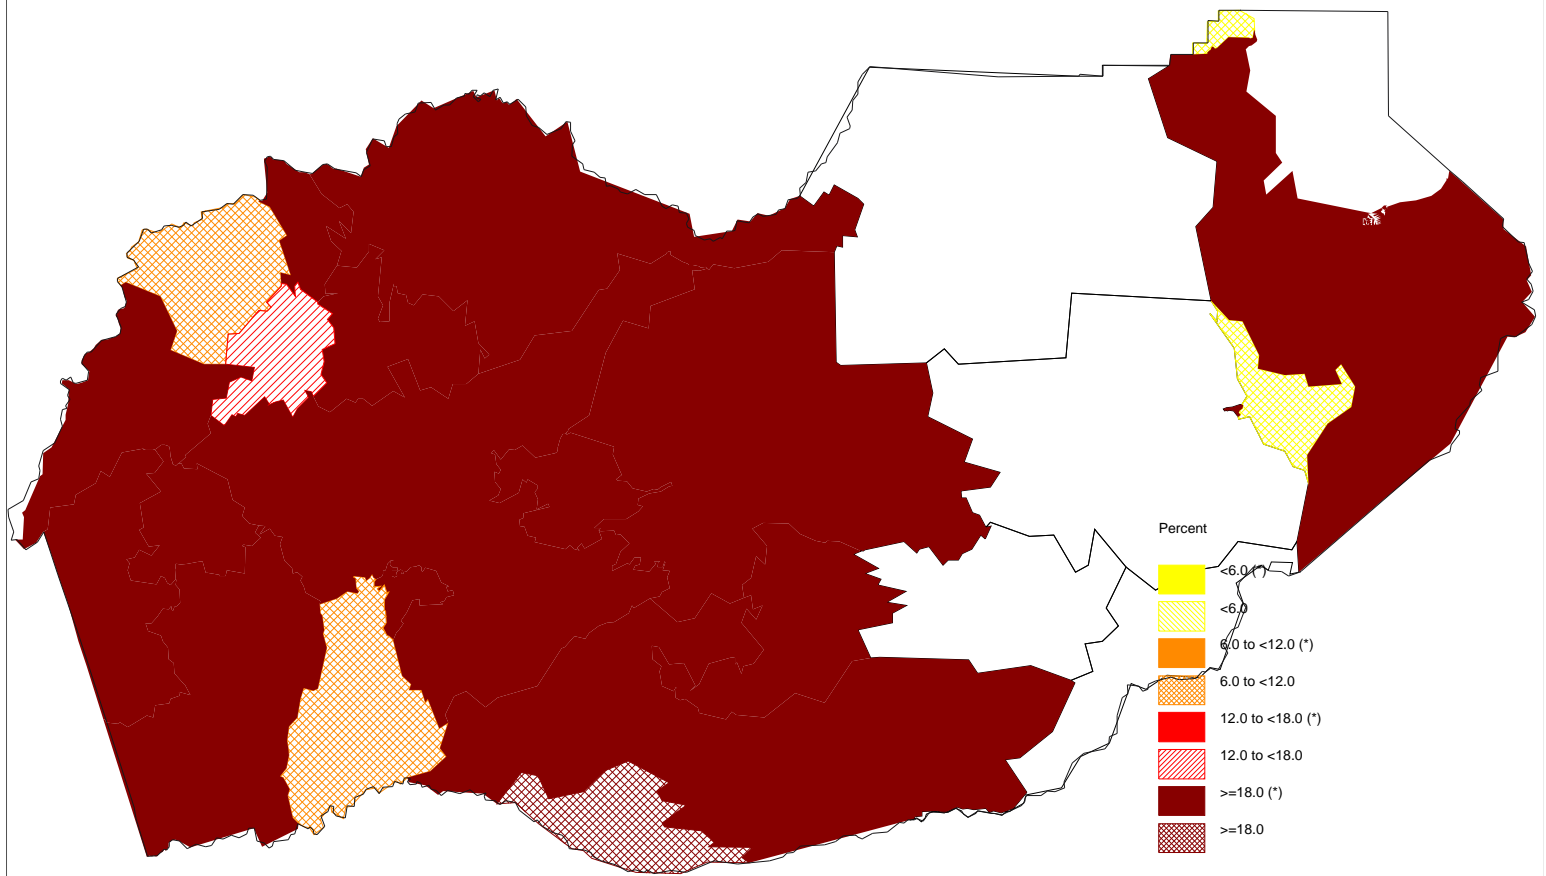 Percent
<6.0 (*)
<6.0
6.0 to <12.0 (*)
6.0 to <12.0
12.0 to <18.0 (*)
12.0 to <18.0
>=18.0 (*)
>=18.0